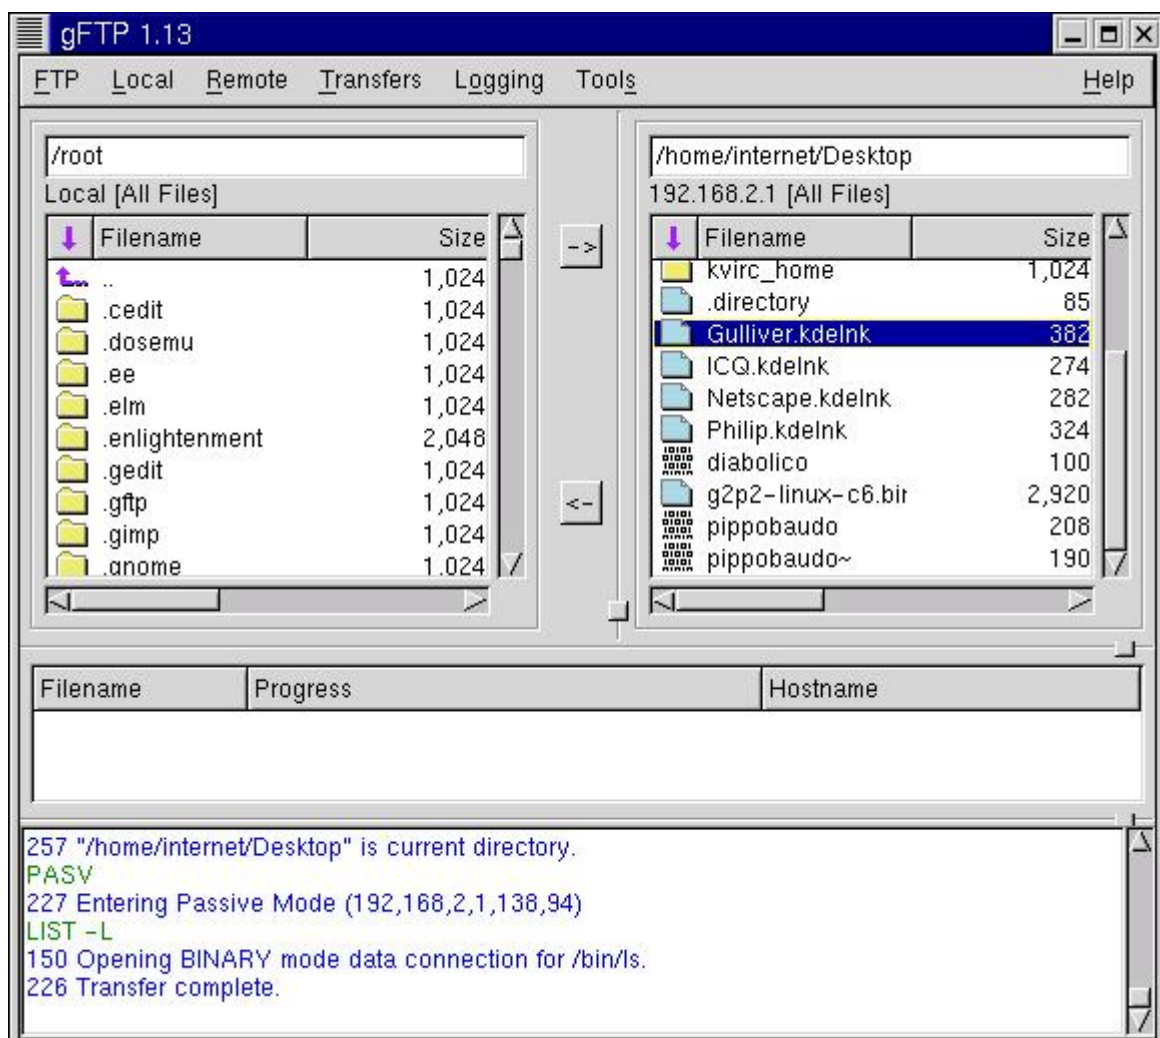 gFTP 1.13
FTP Local Remote Transfers Logging Tools Help
/root
Local [All Files]
Filename Size
.. 1,024
.cedit 1,024
.dosemu 1,024
.ee 1,024
.elm 1,024
.enlightenment 2,048
.gedit 1,024
.gftp 1,024
.gimp 1,024
.gnome 1,024
->
<-
/home/internet/Desktop
192.168.2.1 [All Files]
Filename Size
kvirc_home 1,024
.directory 85
Gulliver.kdelnk 382
ICQ.kdelnk 274
Netscape.kdelnk 282
Philip.kdelnk 324
diabolico 100
g2p2-linux-c6.bir 2,920
pippobaudo 208
pippobaudo~ 190
Filename Progress Hostname
257 "/home/internet/Desktop" is current directory.
PASV
227 Entering Passive Mode (192,168,2,1,138,94)
LIST -L
150 Opening BINARY mode data connection for /bin/ls.
226 Transfer complete.